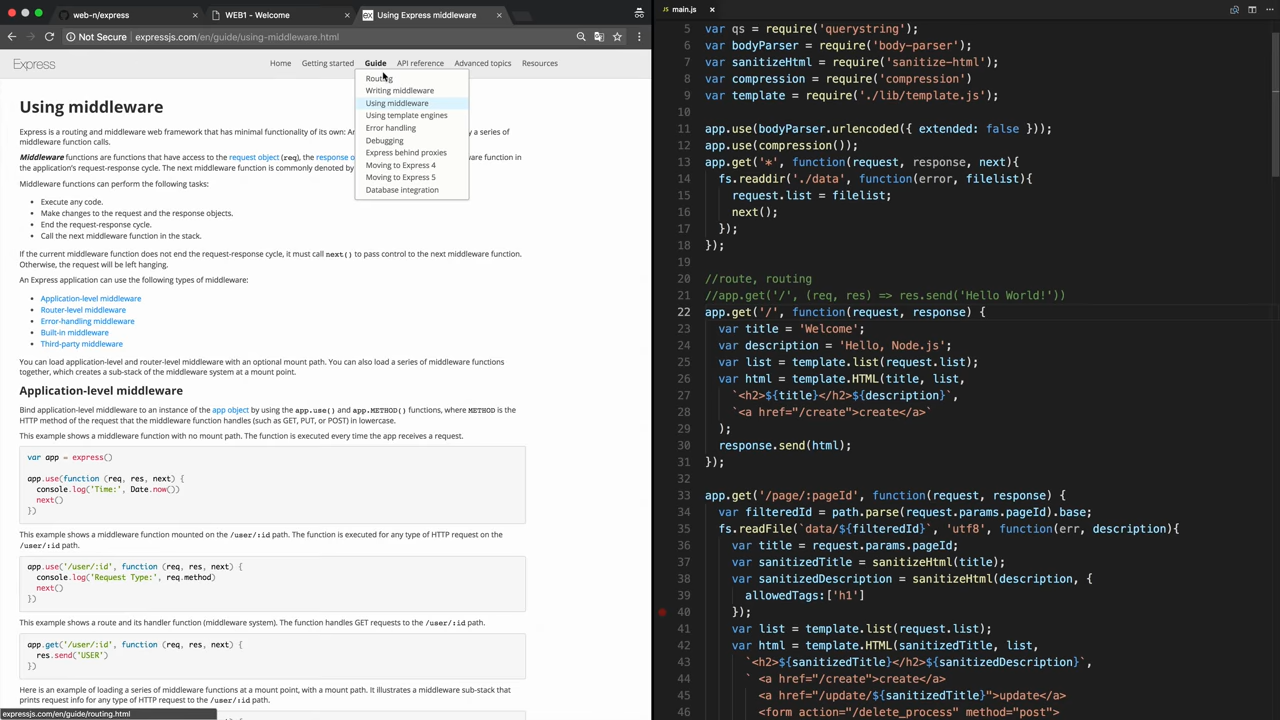 web-n/express
WEB1 - Welcome
Using Express middleware
Not Secure
expressjs.com/en/guide/using-middleware.html
Express
Home
Getting started
Guide
API reference
Advanced topics
Resources
Routing
Writing middleware
Using middleware
Using template engines
Error handling
Debugging
Express behind proxies
Moving to Express 4
Moving to Express 5
Database integration
Using middleware
Express is a routing and middleware web framework that has minimal functionality of its own: An
y a series of
middleware function calls.
Middleware functions are functions that have access to the request object (req), the response o
ware function in
the application's request-response cycle. The next middleware function is commonly denoted by
Middleware functions can perform the following tasks:
Execute any code.
Make changes to the request and the response objects.
End the request-response cycle.
Call the next middleware function in the stack.
If the current middleware function does not end the request-response cycle, it must call next() to pass control to the next middleware function.
Otherwise, the request will be left hanging.
An Express application can use the following types of middleware:
Application-level middleware
Router-level middleware
Error-handling middleware
Built-in middleware
Third-party middleware
You can load application-level and router-level middleware with an optional mount path. You can also load a series of middleware functions
together, which creates a sub-stack of the middleware system at a mount point.
Application-level middleware
Bind application-level middleware to an instance of the app object by using the app.use() and app.METHOD() functions, where METHOD is the
HTTP method of the request that the middleware function handles (such as GET, PUT, or POST) in lowercase.
This example shows a middleware function with no mount path. The function is executed every time the app receives a request.
var app = express()
app.use(function (req, res, next) {
console.log('Time:', Date.now())
next()
})
This example shows a middleware function mounted on the /user/:id path. The function is executed for any type of HTTP request on the
/user/:id path.
app.use('/user/:id', function (req, res, next) {
console.log('Request Type:', req.method)
next()
})
This example shows a route and its handler function (middleware system). The function handles GET requests to the /user/:id path.
app.get('/user/:id', function (req, res, next) {
res.send('USER')
})
Here is an example of loading a series of middleware functions at a mount point, with a mount path. It illustrates a middleware sub-stack that
prints request info for any type of HTTP request to the /user/:id path.
expressjs.com/en/guide/routing.html
main.js
5 var qs = require('querystring');
6 var bodyParser = require('body-parser');
7 var sanitizeHtml = require('sanitize-html');
8 var compression = require('compression');
9 var template = require('./lib/template.js');
10
11 app.use(bodyParser.urlencoded({ extended: false }));
12 app.use(compression());
13 app.get('*', function(request, response, next){
14 fs.readdir('./data', function(error, filelist){
15 request.list = filelist;
16 next();
17 });
18 });
19
20 //route, routing
21 //app.get('/', (req, res) => res.send('Hello World!'))
22 app.get('/', function(request, response) {
23 var title = 'Welcome';
24 var description = 'Hello, Node.js';
25 var list = template.list(request.list);
26 var html = template.HTML(title, list,
27 `<h2>${title}</h2>${description}`,
28 `<a href="/create">create</a>`
29 );
30 response.send(html);
31 });
32
33 app.get('/page/:pageId', function(request, response) {
34 var filteredId = path.parse(request.params.pageId).base;
35 fs.readFile(`data/${filteredId}`, 'utf8', function(err, description){
36 var title = request.params.pageId;
37 var sanitizedTitle = sanitizeHtml(title);
38 var sanitizedDescription = sanitizeHtml(description, {
39 allowedTags:['h1']
40 });
41 var list = template.list(request.list);
42 var html = template.HTML(sanitizedTitle, list,
43 `<h2>${sanitizedTitle}</h2>${sanitizedDescription}`,
44 ` <a href="/create">create</a>
45 <a href="/update/${sanitizedTitle}">update</a>
46 <form action="/delete_process" method="post">